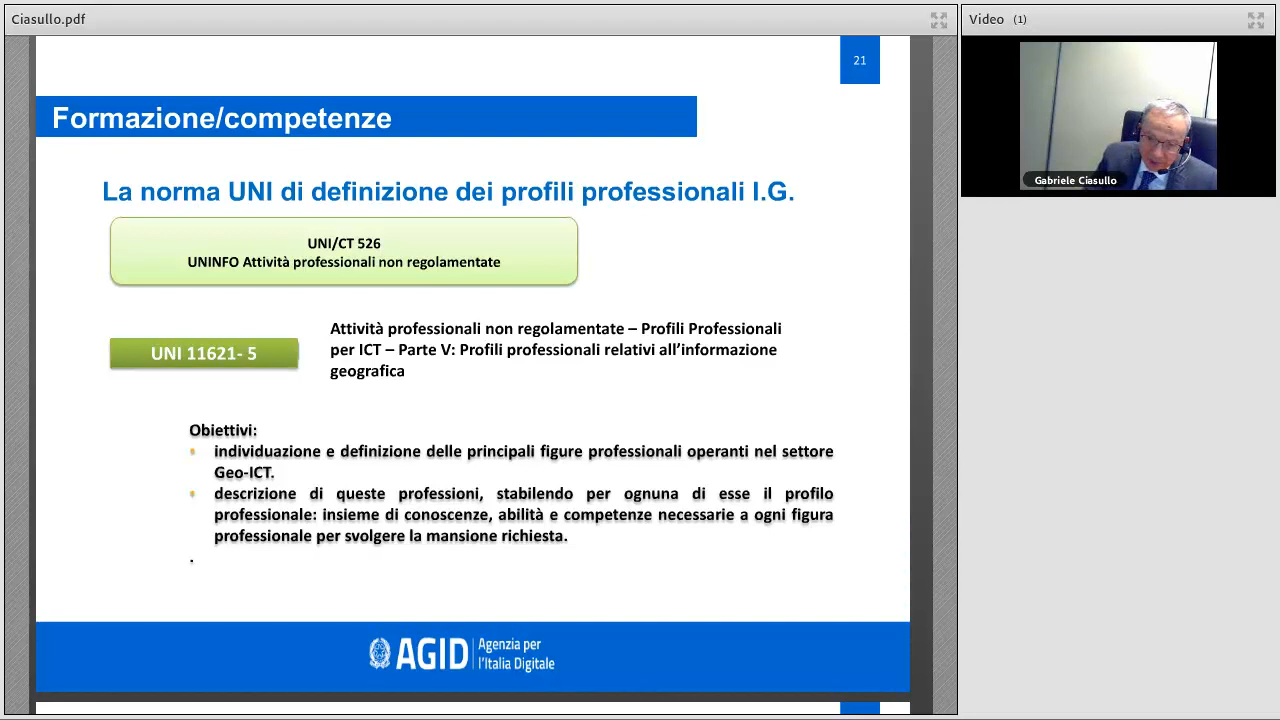 Ciasullo.pdf
21
Formazione/competenze
La norma UNI di definizione dei profili professionali I.G.
UNI/CT 526
UNINFO Attività professionali non regolamentate
UNI 11621- 5
Attività professionali non regolamentate – Profili Professionali
per ICT – Parte V: Profili professionali relativi all’informazione
geografica
Obiettivi:
• individuazione e definizione delle principali figure professionali operanti nel settore
Geo-ICT.
• descrizione di queste professioni, stabilendo per ognuna di esse il profilo
professionale: insieme di conoscenze, abilità e competenze necessarie a ogni figura
professionale per svolgere la mansione richiesta.
.
AGID
Agenzia per
l’Italia Digitale
Video (1)
Gabriele Ciasullo